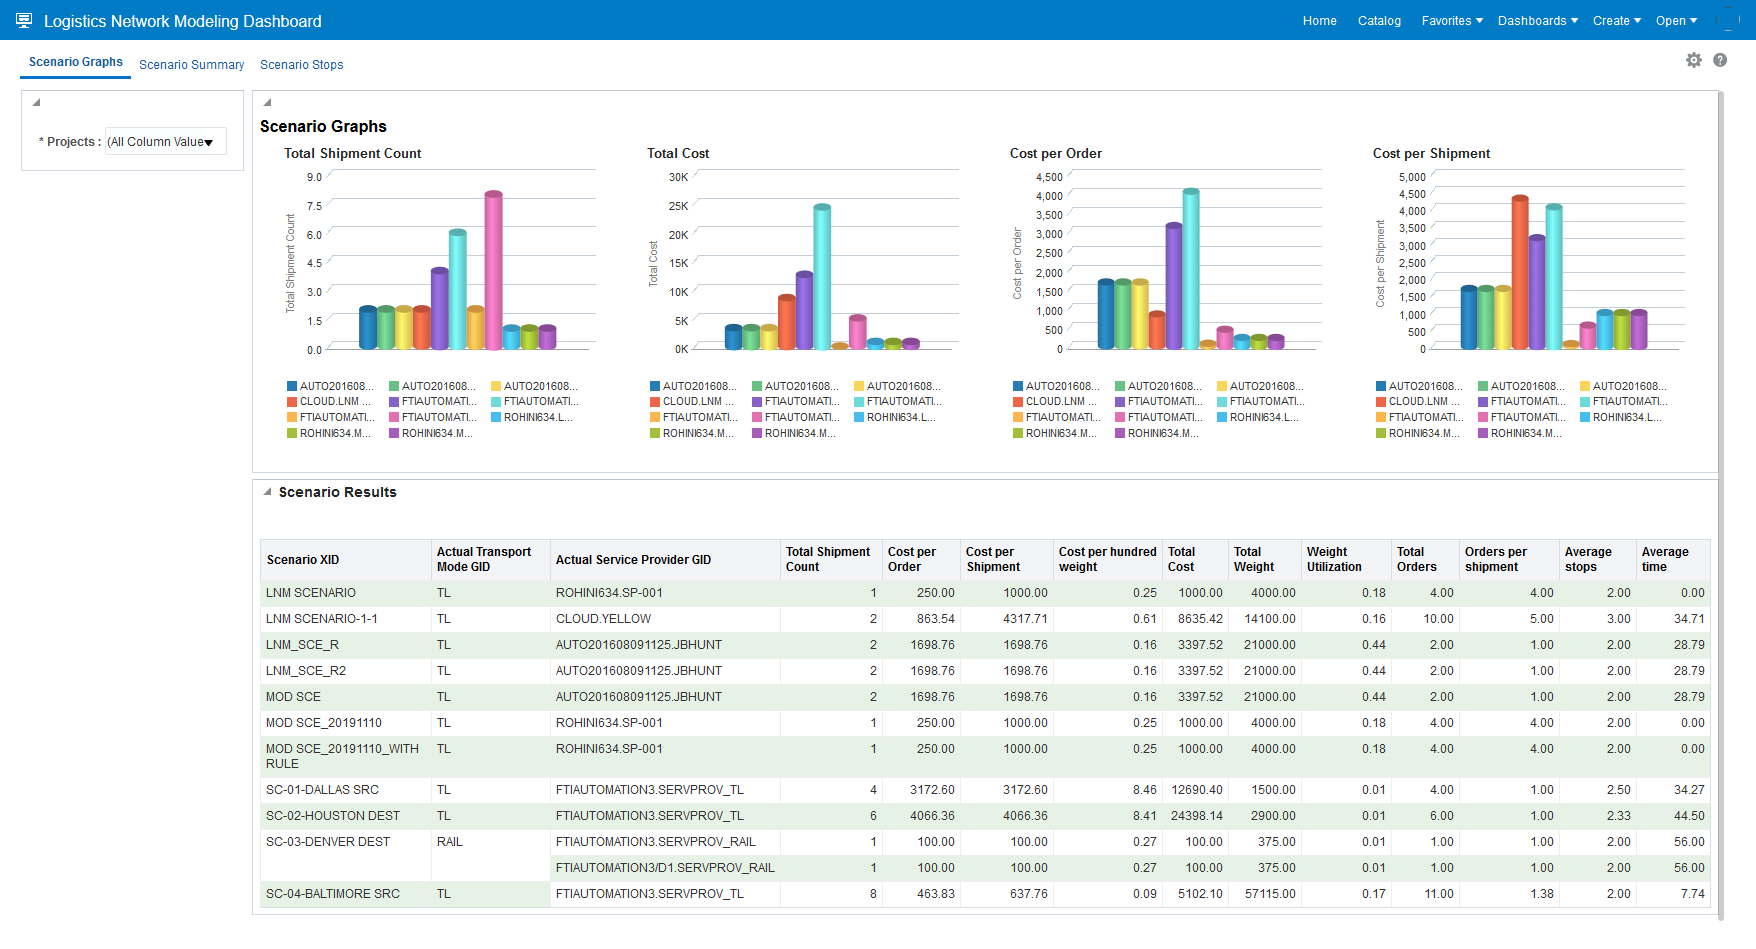 Logistics Network Modeling Dashboard
Home Catalog Favorites Dashboards Create Open
Scenario Graphs Scenario Summary Scenario Stops
* Projects : (All Column Value
Scenario Graphs
Total Shipment Count
9.0
7.5
6.0
4.5
3.0
1.5
0.0
Total Shipment Count
AUTO201608... AUTO201608... AUTO201608...
CLOUD.LNM ... FTIAUTOMATI... FTIAUTOMATI...
FTIAUTOMATI... FTIAUTOMATI... ROHINI634.L...
ROHINI634.M... ROHINI634.M...
Total Cost
30K
25K
20K
15K
10K
5K
0K
Total Cost
AUTO201608... AUTO201608... AUTO201608...
CLOUD.LNM ... FTIAUTOMATI... FTIAUTOMATI...
FTIAUTOMATI... FTIAUTOMATI... ROHINI634.L...
ROHINI634.M... ROHINI634.M...
Cost per Order
4,500
4,000
3,500
3,000
2,500
2,000
1,500
1,000
500
0
Cost per Order
AUTO201608... AUTO201608... AUTO201608...
CLOUD.LNM ... FTIAUTOMATI... FTIAUTOMATI...
FTIAUTOMATI... FTIAUTOMATI... ROHINI634.L...
ROHINI634.M... ROHINI634.M...
Cost per Shipment
5,000
4,500
4,000
3,500
3,000
2,500
2,000
1,500
1,000
500
0
Cost per Shipment
AUTO201608... AUTO201608... AUTO201608...
CLOUD.LNM ... FTIAUTOMATI... FTIAUTOMATI...
FTIAUTOMATI... FTIAUTOMATI... ROHINI634.L...
ROHINI634.M... ROHINI634.M...
Scenario Results
Scenario XID Actual Transport Mode GID Actual Service Provider GID Total Shipment Count Cost per Order Cost per Shipment Cost per hundred weight Total Cost Total Weight Weight Utilization Total Orders Orders per shipment Average stops Average time
LNM SCENARIO TL ROHINI634.SP-001 1 250.00 1000.00 0.25 1000.00 4000.00 0.18 4.00 4.00 2.00 0.00
LNM SCENARIO-1-1 TL CLOUD.YELLOW 2 863.54 4317.71 0.61 8635.42 14100.00 0.16 10.00 5.00 3.00 34.71
LNM_SCE_R TL AUTO201608091125.JBHUNT 2 1698.76 1698.76 0.16 3397.52 21000.00 0.44 2.00 1.00 2.00 28.79
LNM_SCE_R2 TL AUTO201608091125.JBHUNT 2 1698.76 1698.76 0.16 3397.52 21000.00 0.44 2.00 1.00 2.00 28.79
MOD SCE TL AUTO201608091125.JBHUNT 2 1698.76 1698.76 0.16 3397.52 21000.00 0.44 2.00 1.00 2.00 28.79
MOD SCE_20191110 TL ROHINI634.SP-001 1 250.00 1000.00 0.25 1000.00 4000.00 0.18 4.00 4.00 2.00 0.00
MOD SCE_20191110_WITH TL ROHINI634.SP-001 1 250.00 1000.00 0.25 1000.00 4000.00 0.18 4.00 4.00 2.00 0.00
RULE
SC-01-DALLAS SRC TL FTIAUTOMATION3.SERVPROV_TL 4 3172.60 3172.60 8.46 12690.40 1500.00 0.01 4.00 1.00 2.50 34.27
SC-02-HOUSTON DEST TL FTIAUTOMATION3.SERVPROV_TL 6 4066.36 4066.36 8.41 24398.14 2900.00 0.01 6.00 1.00 2.33 44.50
SC-03-DENVER DEST RAIL FTIAUTOMATION3.SERVPROV_RAIL 1 100.00 100.00 0.27 100.00 375.00 0.01 1.00 1.00 2.00 56.00
FTIAUTOMATION3/D1.SERVPROV_RAIL 1 100.00 100.00 0.27 100.00 375.00 0.01 1.00 1.00 2.00 56.00
SC-04-BALTIMORE SRC TL FTIAUTOMATION3.SERVPROV_TL 8 463.83 637.76 0.09 5102.10 57115.00 0.17 11.00 1.38 2.00 7.74